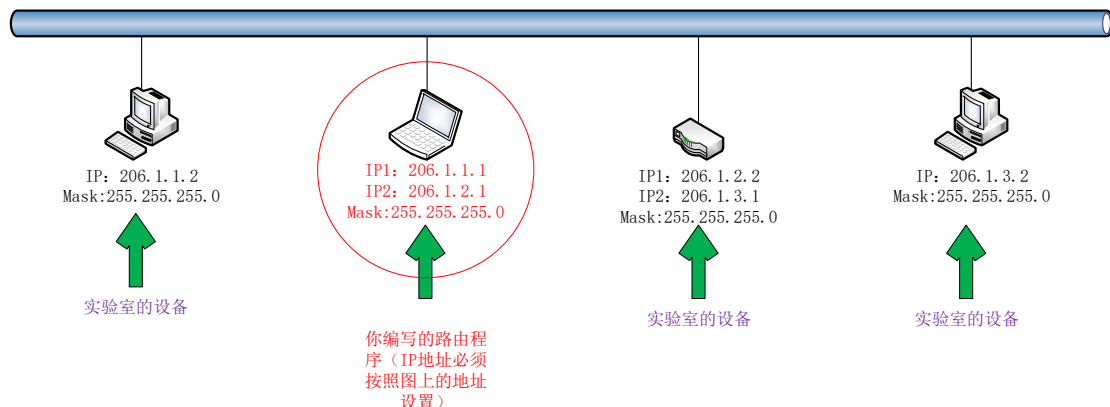 IP: 206.1.1.2
Mask:255.255.255.0
实验室的设备
IP1: 206.1.1.1
IP2: 206.1.2.1
Mask:255.255.255.0
你编写的路由程
序（IP地址必须
按照图上的地址
设置）
IP1: 206.1.2.2
IP2: 206.1.3.1
Mask:255.255.255.0
实验室的设备
IP: 206.1.3.2
Mask:255.255.255.0
实验室的设备